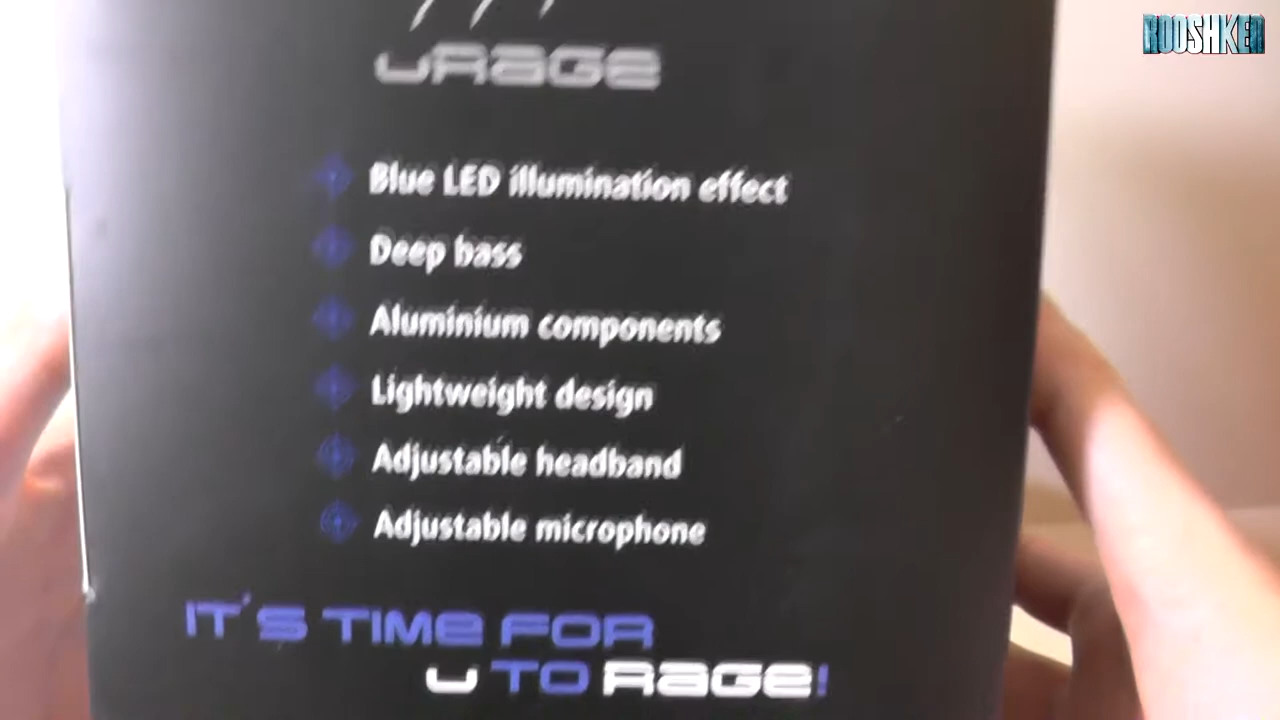 ROOSHKER
uRAGE
Blue LED illumination effect
Deep bass
Aluminium components
Lightweight design
Adjustable headband
Adjustable microphone
IT'S TIME FOR
u TO RAGE!